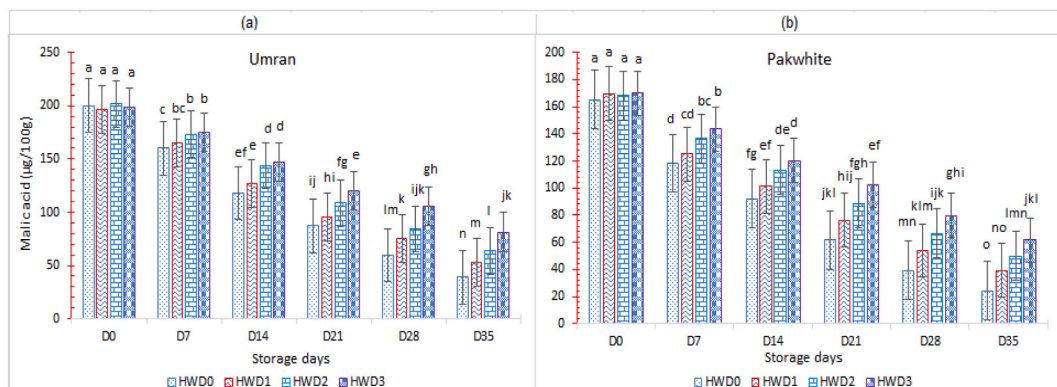 (a)
Umran
Malic acid (µg/100g)
250
200
150
100
50
0
a a a a
c bc b b
ef e d d
ij hi fg e
lm k ijk gh
n m l jk
D0 D7 D14 D21 D28 D35
Storage days
HWD0 HWD1 HWD2 HWD3
(b)
Pakwhite
200
180
160
140
120
100
80
60
40
20
0
a a a a
d cd bc b
fg ef de d
jkl hij fgh ef
mn klm ijk ghi
o no lmn jkl
D0 D7 D14 D21 D28 D35
Storage days
HWD0 HWD1 HWD2 HWD3